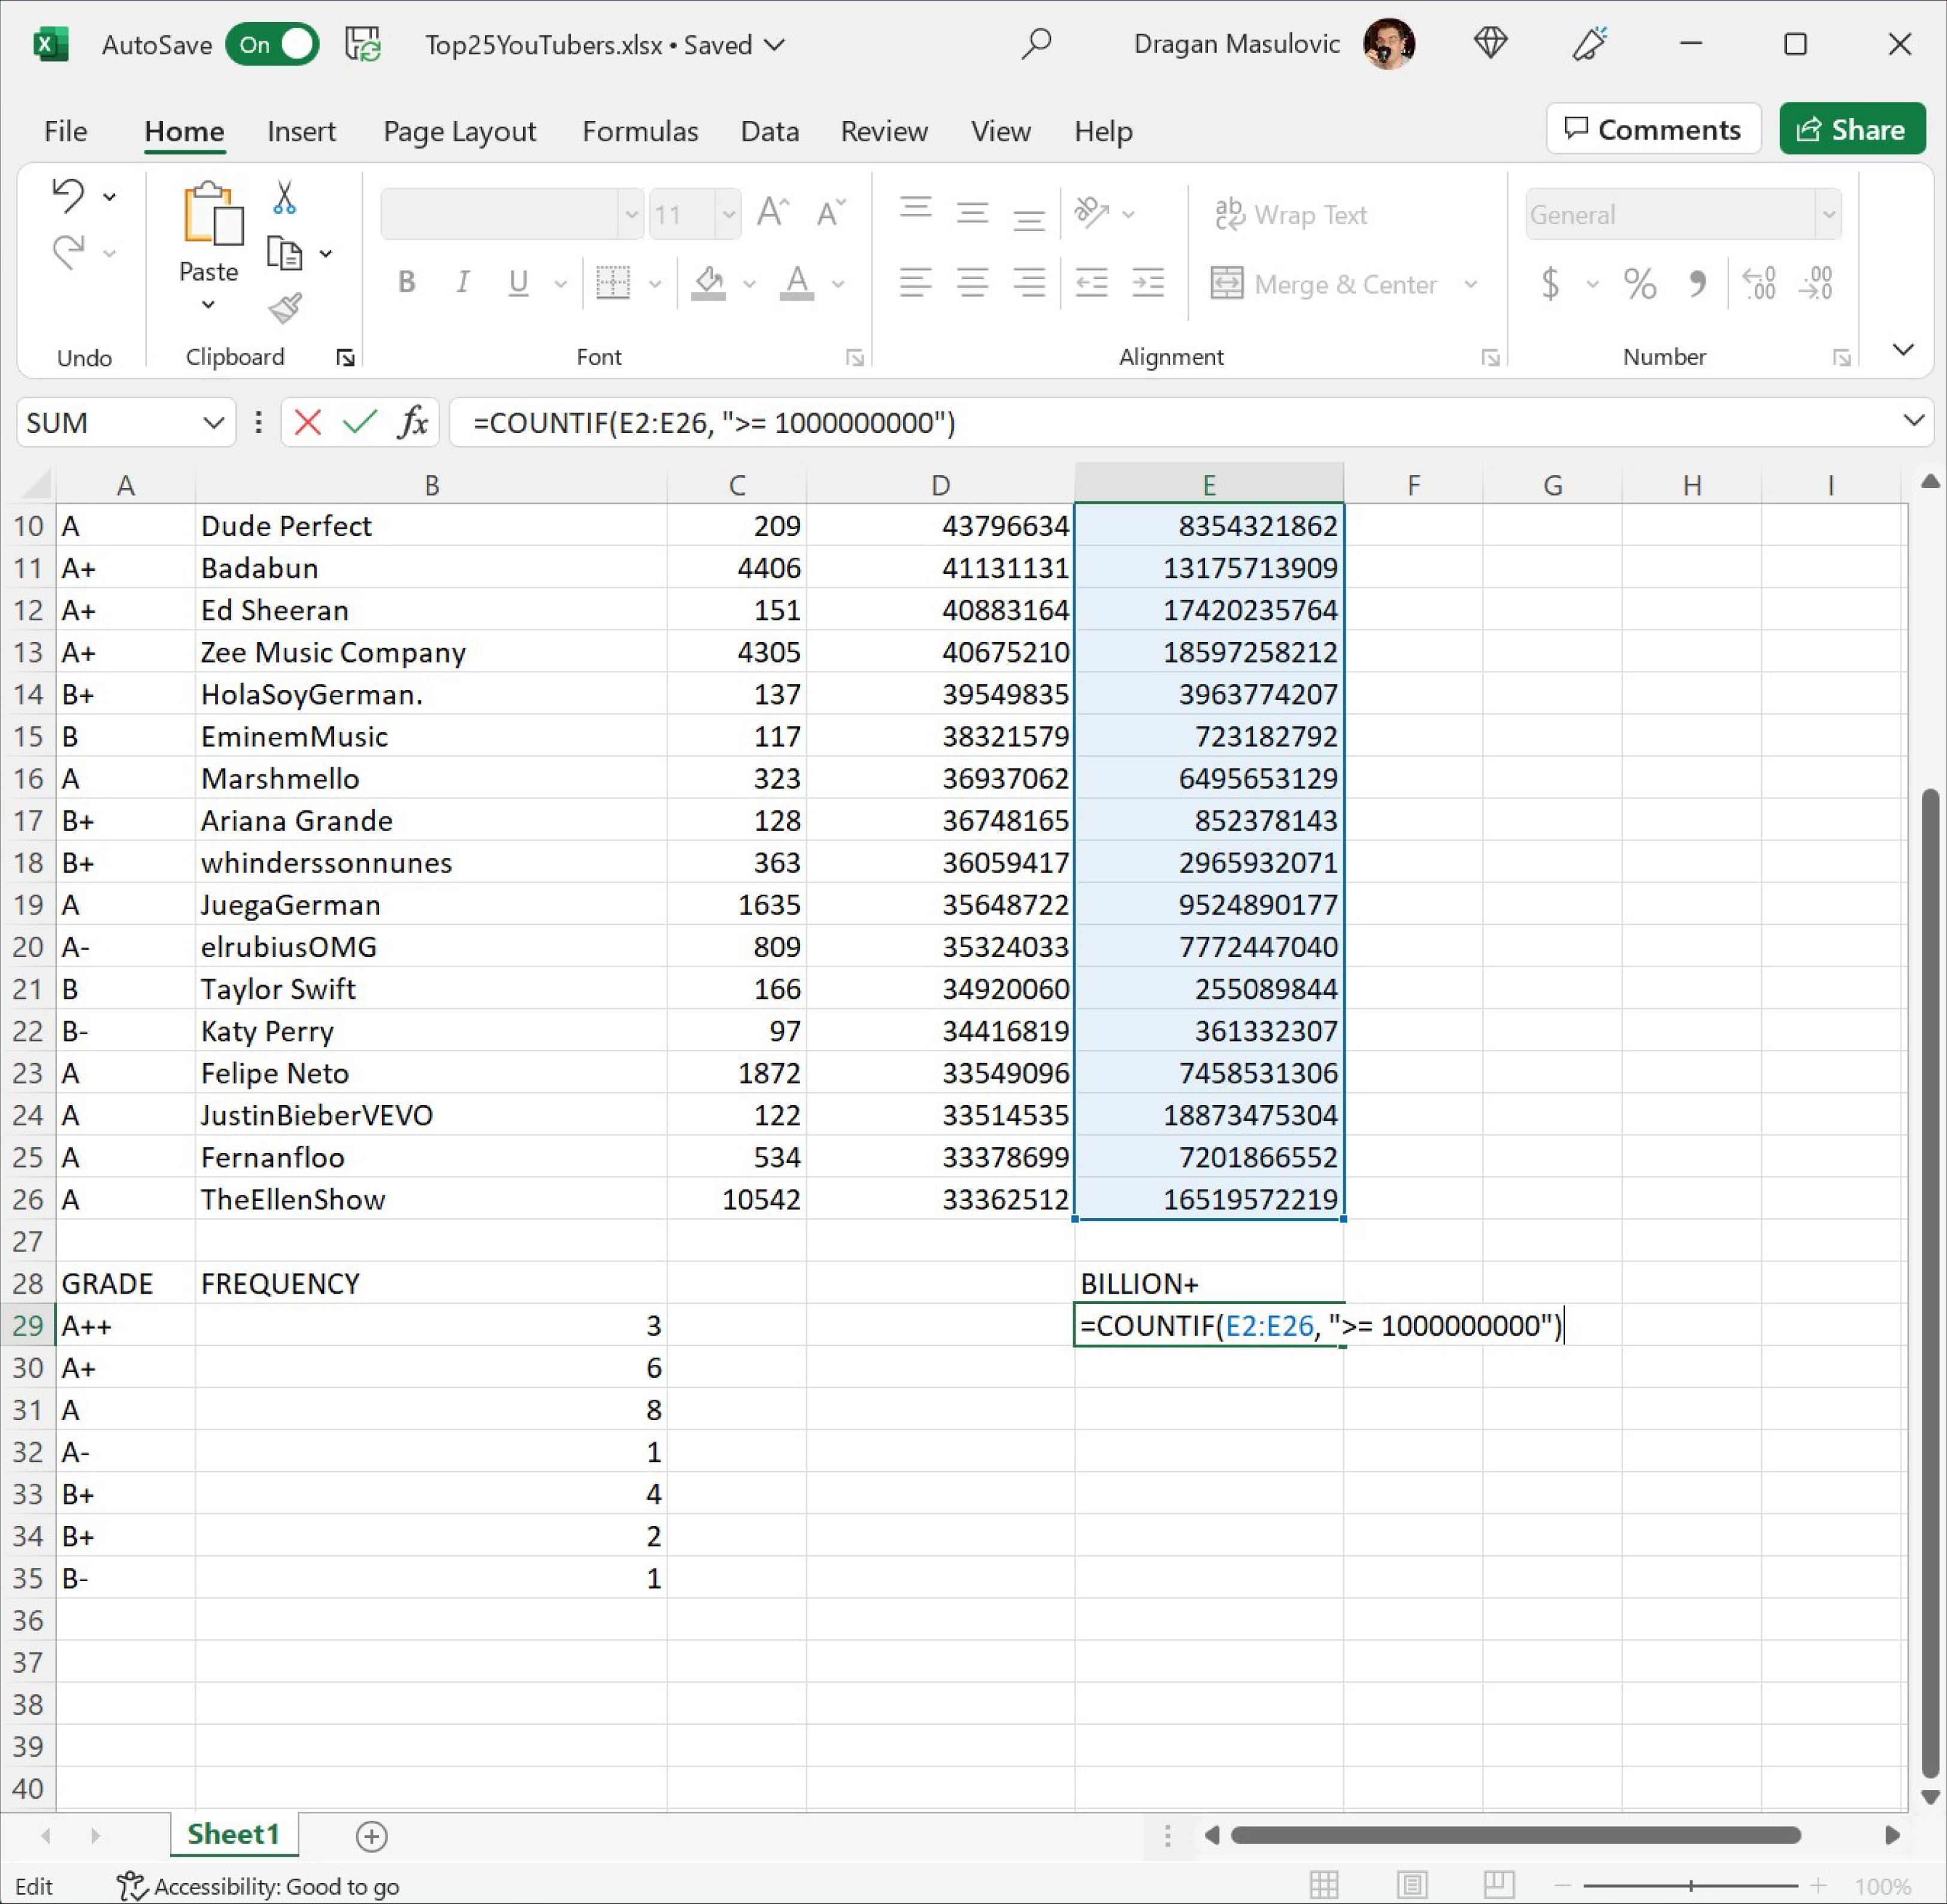 AutoSave On Top25YouTubers.xlsx • Saved Dragan Masulovic
File Home Insert Page Layout Formulas Data Review View Help Comments Share
Paste 11 A^ A˅ ab Wrap Text General
B I U A Merge & Center $ % 9 ←0 .00 .00 →0
Undo Clipboard Font Alignment Number
SUM fx =COUNTIF(E2:E26, ">= 1000000000")
A B C D E F G H I
10 A Dude Perfect 209 43796634 8354321862
11 A+ Badabun 4406 41131131 13175713909
12 A+ Ed Sheeran 151 40883164 17420235764
13 A+ Zee Music Company 4305 40675210 18597258212
14 B+ HolaSoyGerman. 137 39549835 3963774207
15 B EminemMusic 117 38321579 723182792
16 A Marshmello 323 36937062 6495653129
17 B+ Ariana Grande 128 36748165 852378143
18 B+ whinderssonnunes 363 36059417 2965932071
19 A JuegaGerman 1635 35648722 9524890177
20 A- elrubiusOMG 809 35324033 7772447040
21 B Taylor Swift 166 34920060 255089844
22 B- Katy Perry 97 34416819 361332307
23 A Felipe Neto 1872 33549096 7458531306
24 A JustinBieberVEVO 122 33514535 18873475304
25 A Fernanfloo 534 33378699 7201866552
26 A TheEllenShow 10542 33362512 16519572219
27
28 GRADE FREQUENCY BILLION+
29 A++ 3 =COUNTIF(E2:E26, ">= 1000000000")
30 A+ 6
31 A 8
32 A- 1
33 B+ 4
34 B+ 2
35 B- 1
36
37
38
39
40
Sheet1
Edit Accessibility: Good to go 100%